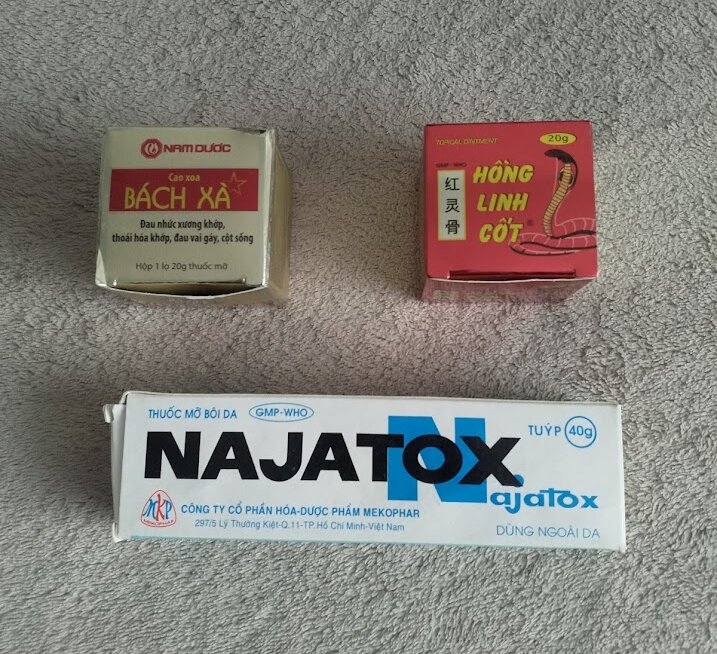 NAM DƯỢC
Cao xoa
BÁCH XÀ
Đau nhức xương khớp,
thoái hóa khớp, đau vai gáy, cột sống
Hộp 1 lọ 20g thuốc mỡ
TOPICAL OINTMENT
20g
GMP - WHO
红灵骨
HỒNG
LINH
CỐT®
THUỐC MỠ BÔI DA
GMP-WHO
TUÝP 40g
NAJATOX
Najatox
MKP
MEKOPHAR
CÔNG TY CỔ PHẦN HÓA-DƯỢC PHẨM MEKOPHAR
297/5 Lý Thường Kiệt-Q.11-TP.Hồ Chí Minh-Việt Nam
DÙNG NGOÀI DA